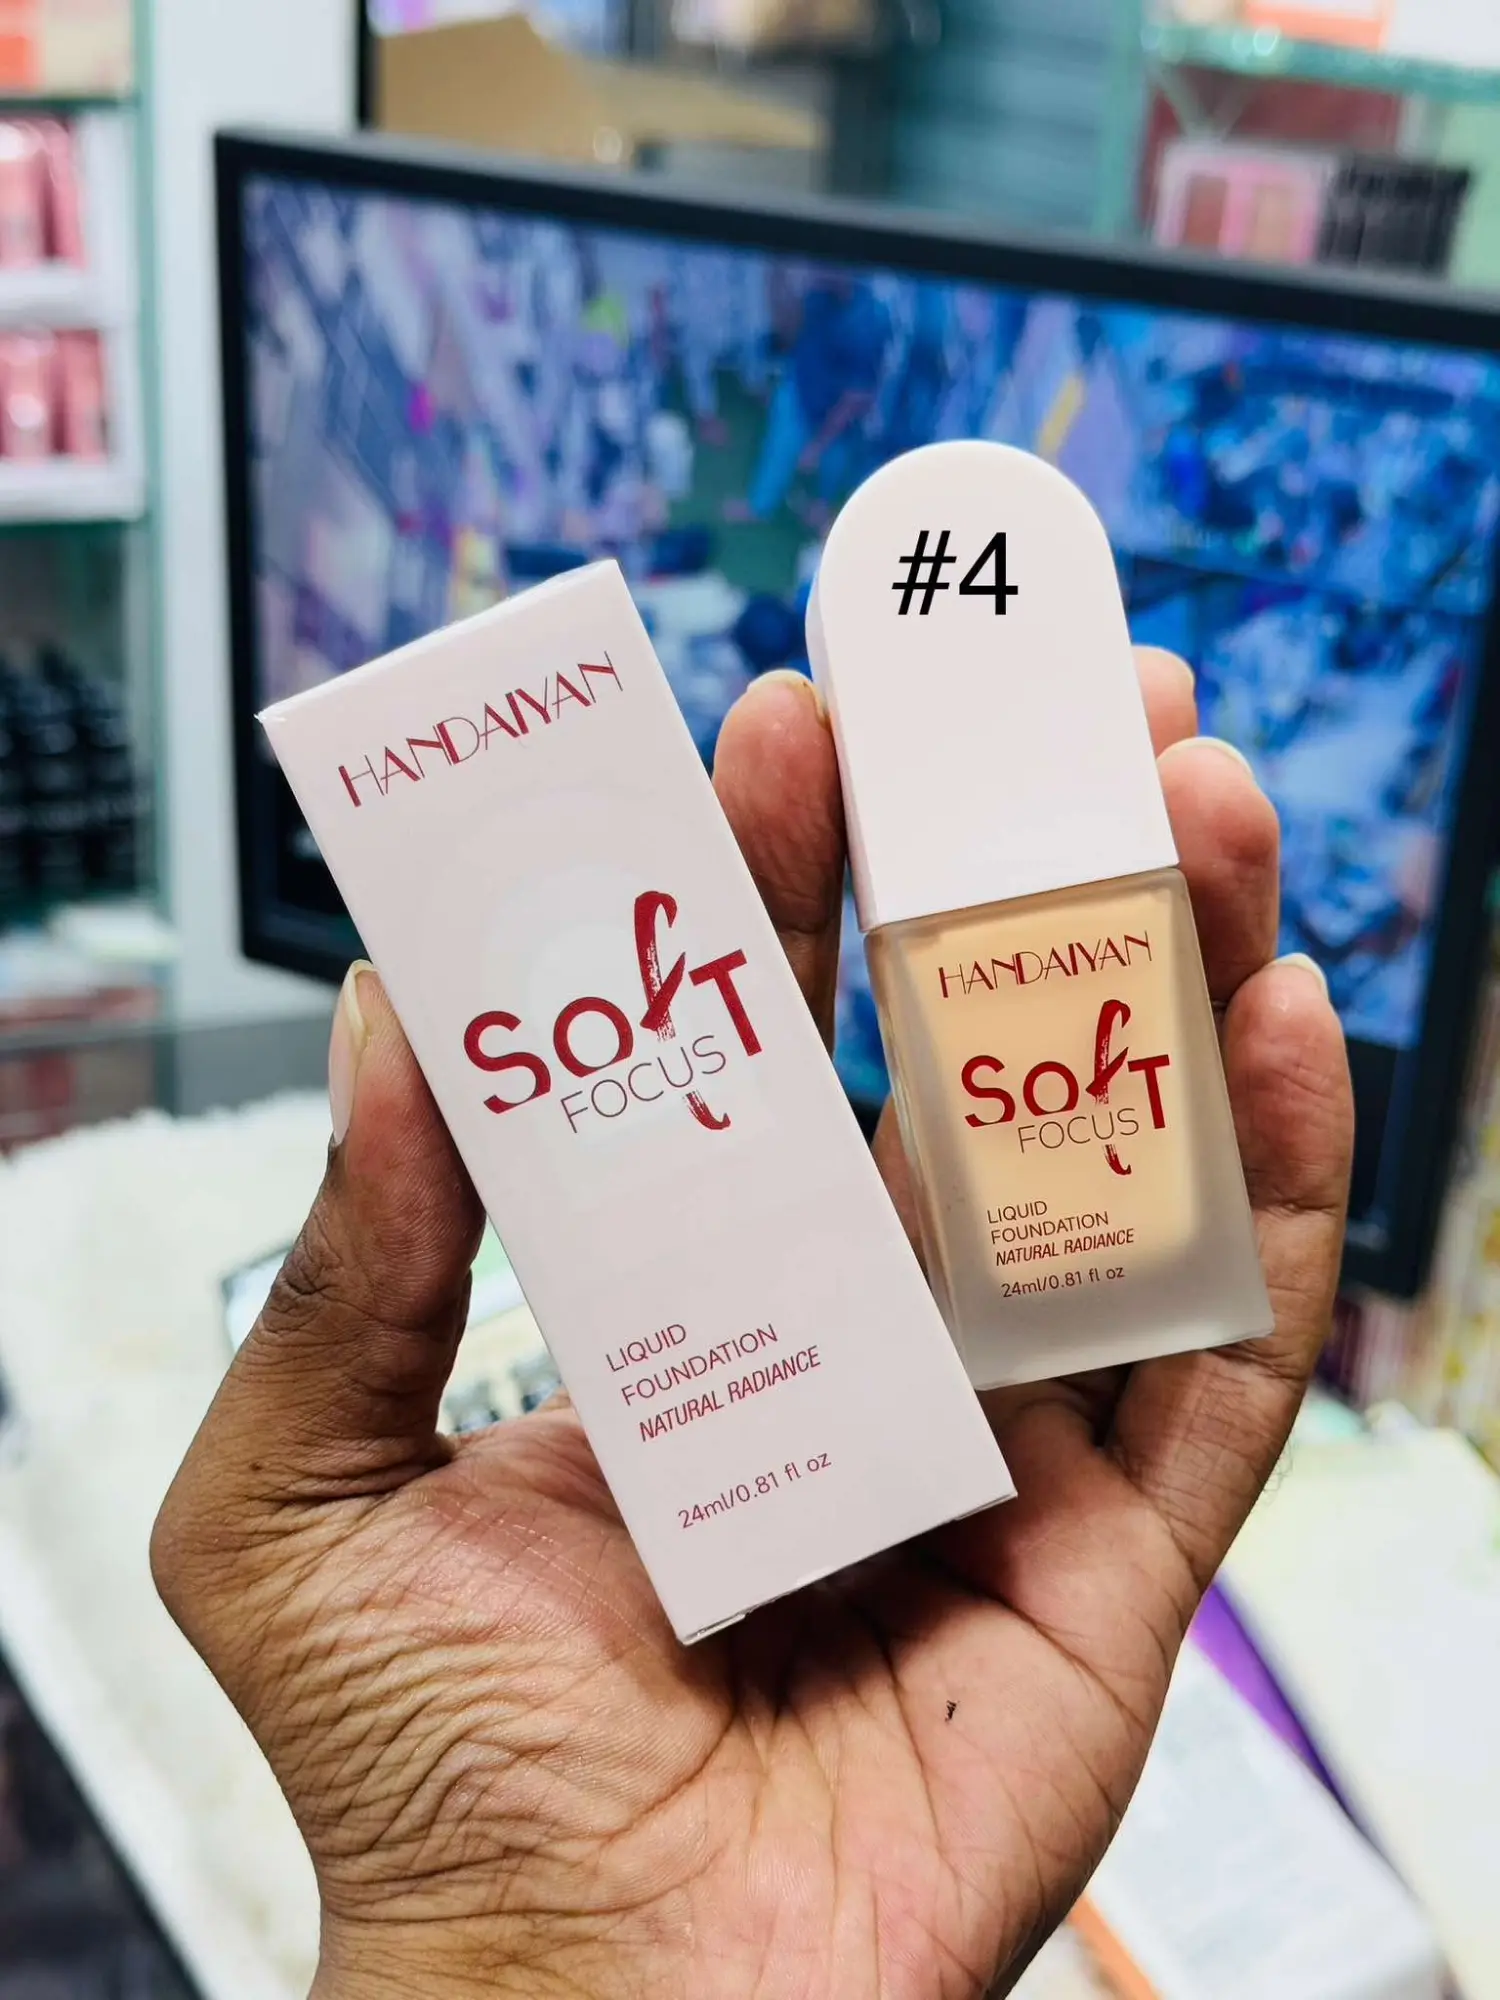 #4
HANDAIYAN
Soft
FOCUS
LIQUID
FOUNDATION
NATURAL RADIANCE
24ml/0.81 fl oz
HANDAIYAN
Soft
FOCUS
LIQUID
FOUNDATION
NATURAL RADIANCE
24ml/0.81 fl oz